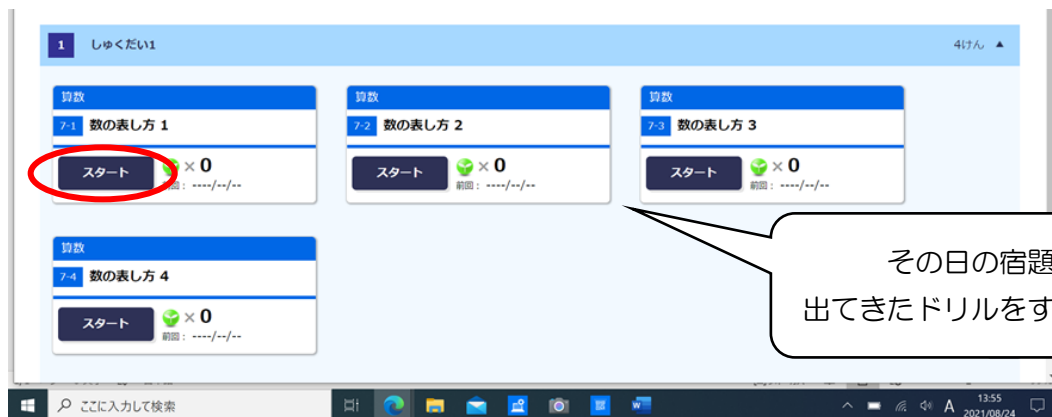 1 しゅくだい1 4けん ▲
算数 算数 算数
7-1 数の表し方 1 7-2 数の表し方 2 7-3 数の表し方 3
スタート × 0 スタート × 0 スタート × 0
前回： ----/--/-- 前回： ----/--/-- 前回： ----/--/--
その日の宿題
出てきたドリルをす
算数
7-4 数の表し方 4
スタート × 0
前回： ----/--/--
ここに入力して検索
A 13:55
2021/08/24